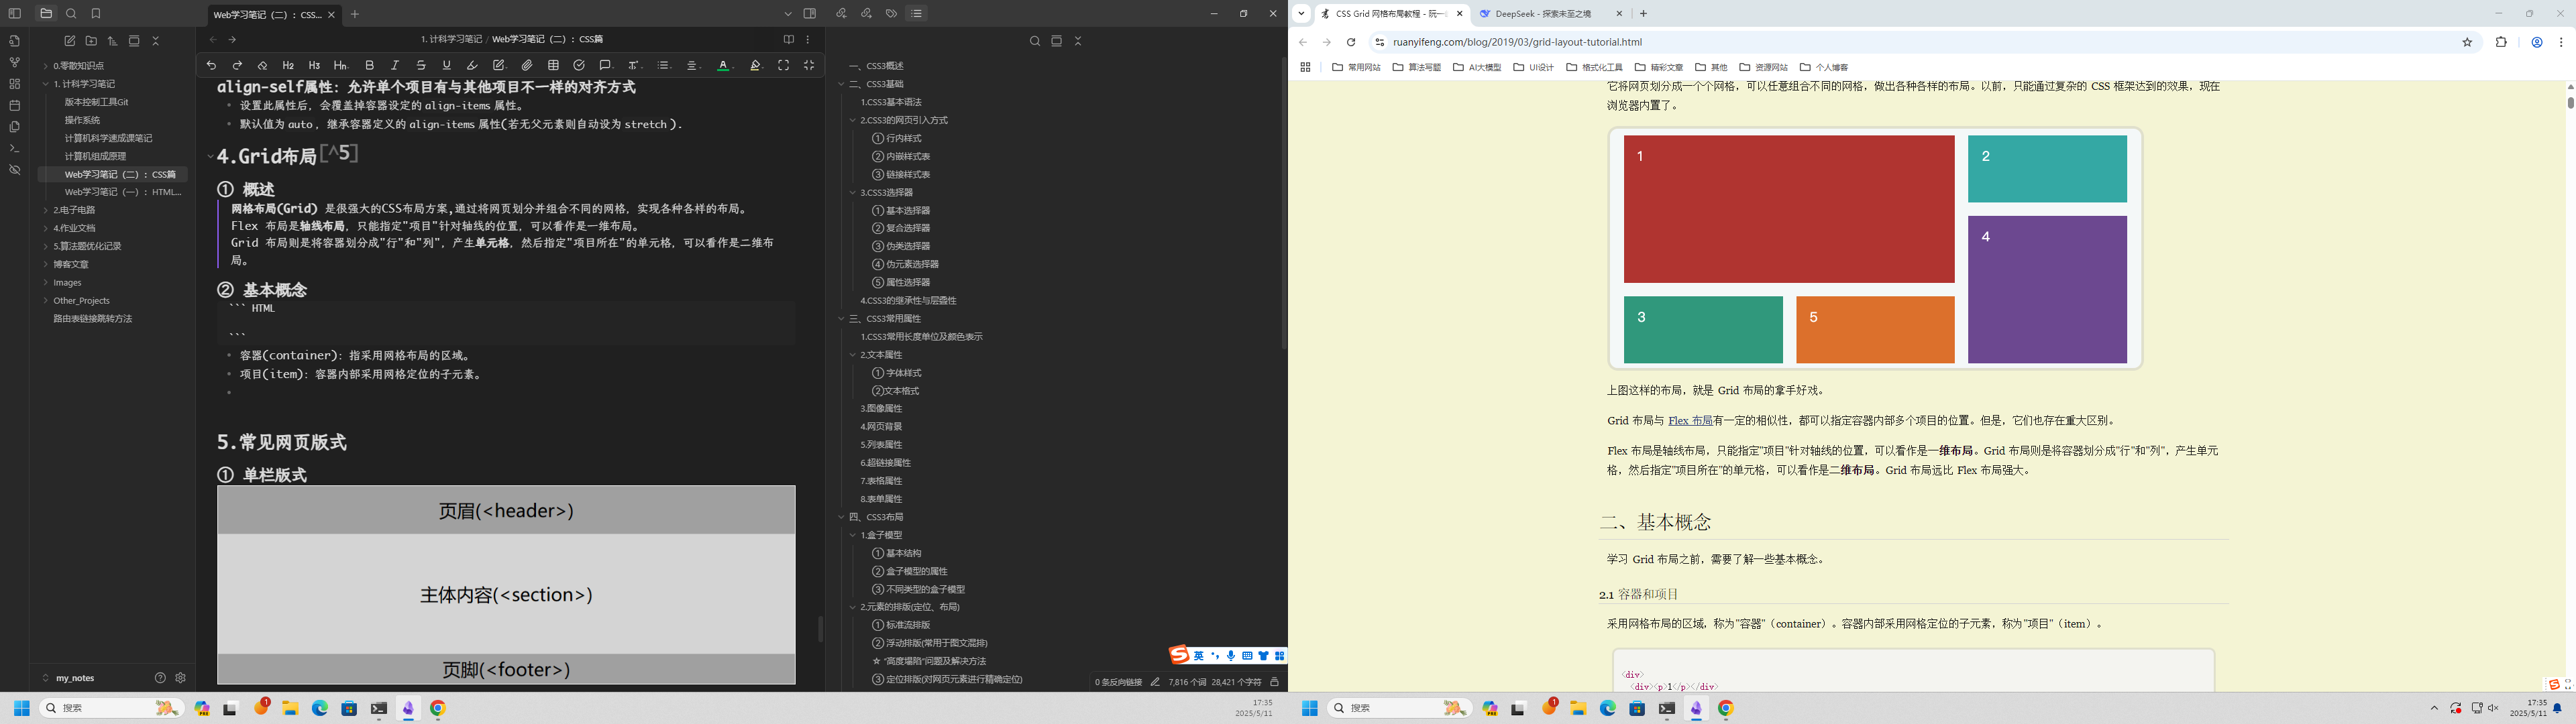 Web学习笔记（二）：CSS...
0.零散知识点
1. 计科学习笔记
版本控制工具Git
操作系统
计算机科学速成课笔记
计算机组成原理
Web学习笔记（二）：CSS篇
Web学习笔记（一）：HTML...
2.电子电路
4.作业文档
5.算法题优化记录
博客文章
Images
Other_Projects
路由表链接跳转方法
my_notes
1. 计科学习笔记 / Web学习笔记（二）：CSS篇
H2 H3 Hn B I S U A
align-self属性：允许单个项目有与其他项目不一样的对齐方式
设置此属性后，会覆盖掉容器设定的 align-items 属性。
默认值为 auto ，继承容器定义的 align-items 属性(若无父元素则自动设为 stretch ).
4.Grid布局[^5]
① 概述
网格布局(Grid) 是很强大的CSS布局方案,通过将网页划分并组合不同的网格，实现各种各样的布局。
Flex 布局是轴线布局，只能指定"项目"针对轴线的位置，可以看作是一维布局。
Grid 布局则是将容器划分成"行"和"列"，产生单元格，然后指定"项目所在"的单元格，可以看作是二维布
局。
② 基本概念
``` HTML
```
容器(container)：指采用网格布局的区域。
项目(item)：容器内部采用网格定位的子元素。
5.常见网页版式
① 单栏版式
页眉(<header>)
主体内容(<section>)
页脚(<footer>)
一、CSS3概述
二、CSS3基础
1.CSS3基本语法
2.CSS3的网页引入方式
① 行内样式
② 内嵌样式表
③ 链接样式表
3.CSS3选择器
① 基本选择器
② 复合选择器
③ 伪类选择器
④ 伪元素选择器
⑤ 属性选择器
4.CSS3的继承性与层叠性
三、CSS3常用属性
1.CSS3常用长度单位及颜色表示
2.文本属性
① 字体样式
②文本格式
3.图像属性
4.网页背景
5.列表属性
6.超链接属性
7.表格属性
8.表单属性
四、CSS3布局
1.盒子模型
① 基本结构
② 盒子模型的属性
③ 不同类型的盒子模型
2.元素的排版(定位、布局)
① 标准流排版
② 浮动排版(常用于图文混排)
☆ "高度塌陷"问题及解决方法
③ 定位排版(对网页元素进行精确定位)
英
0 条反向链接 7,816 个词 28,421 个字符
搜索
1
17:35
2025/5/11
CSS Grid 网格布局教程 - 阮一
DeepSeek - 探索未至之境
ruanyifeng.com/blog/2019/03/grid-layout-tutorial.html
常用网站 算法写题 AI大模型 UI设计 格式化工具 精彩文章 其他 资源网站 个人博客
它将网页划分成一个个网格，可以任意组合不同的网格，做出各种各样的布局。以前，只能通过复杂的 CSS 框架达到的效果，现在
浏览器内置了。
1
2
4
3
5
上图这样的布局，就是 Grid 布局的拿手好戏。
Grid 布局与 Flex 布局有一定的相似性，都可以指定容器内部多个项目的位置。但是，它们也存在重大区别。
Flex 布局是轴线布局，只能指定"项目"针对轴线的位置，可以看作是一维布局。Grid 布局则是将容器划分成"行"和"列"，产生单元
格，然后指定"项目所在"的单元格，可以看作是二维布局。Grid 布局远比 Flex 布局强大。
二、基本概念
学习 Grid 布局之前，需要了解一些基本概念。
2.1 容器和项目
采用网格布局的区域，称为"容器"（container）。容器内部采用网格定位的子元素，称为"项目"（item）。
<div>
<div><p>1</p></div>
搜索
1
17:35
2025/5/11